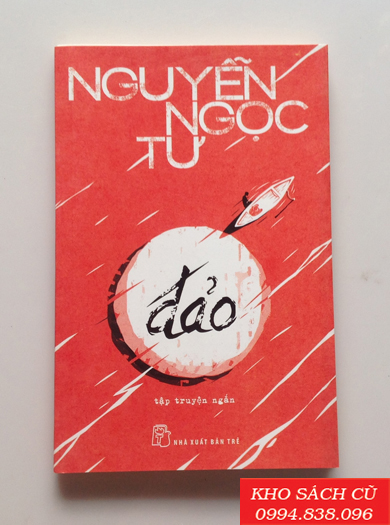 NGUYỄN
NGỌC
TƯ
đảo
tập truyện ngắn
NHÀ XUẤT BẢN TRẺ
KHO SÁCH CŨ
0994.838.096